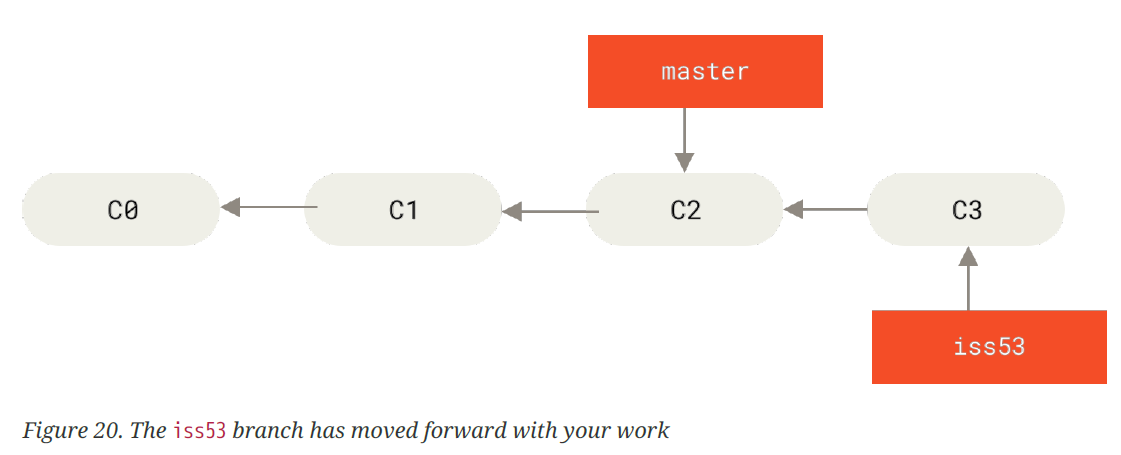 master
C0
C1
C2
C3
iss53
Figure 20. The iss53 branch has moved forward with your work